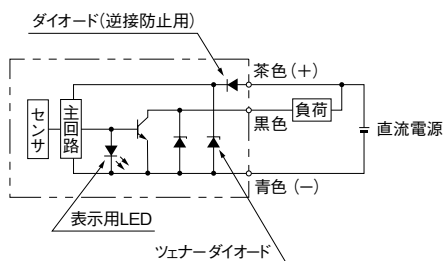 ダイオード(逆接防止用)
茶色(+)
センサ
主回路
黒色
負荷
直流電源
青色(−)
表示用LED
ツェナーダイオード